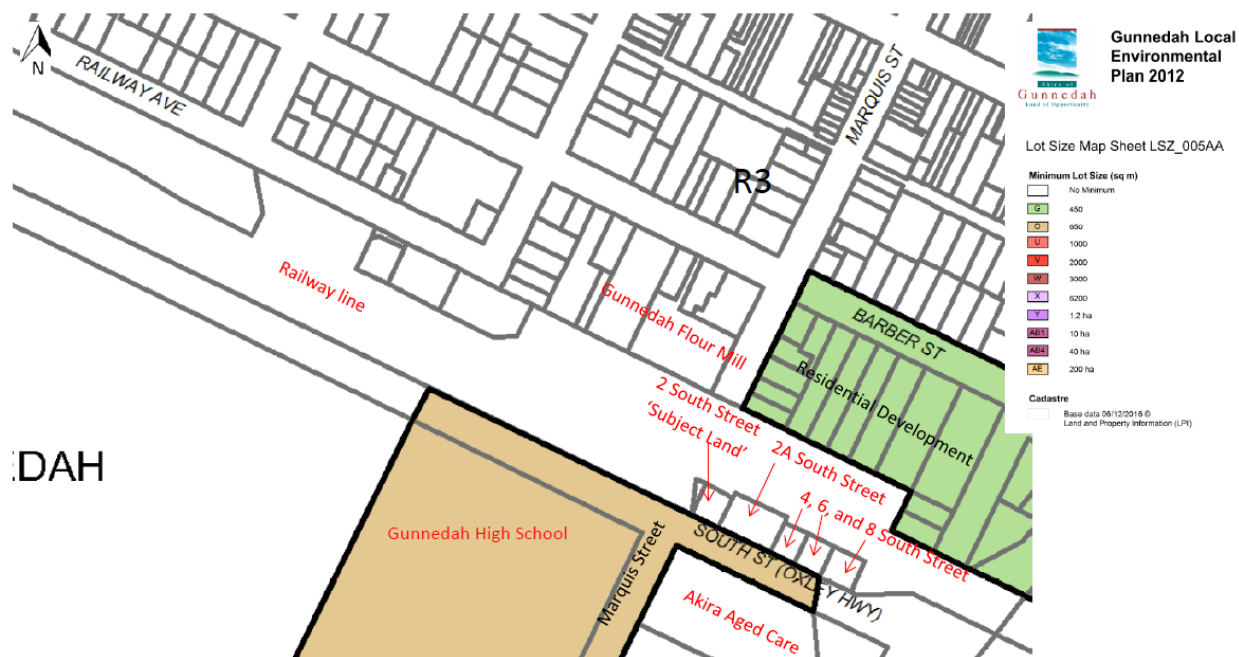 N
RAILWAY AVE
MARQUIS ST
R3
Railway line
Gunnedah Flour Mill
BARBER ST
Residential Development
2 South Street
'Subject Land'
2A South Street
4, 6, and 8 South Street
EDAH
Gunnedah High School
Marquis Street
SOUTH ST (OXLEY HWY)
Akira Aged Care
Shire of
Gunnedah
Land of Opportunity
Gunnedah Local
Environmental
Plan 2012
Lot Size Map Sheet LSZ_005AA
Minimum Lot Size (sq m)
No Minimum
G 450
O 650
U 1000
V 2000
W 3000
X 6200
Y 1.2 ha
AB1 10 ha
AB4 40 ha
AE 200 ha
Cadastre
Base data 06/12/2016 ©
Land and Property Information (LPI)